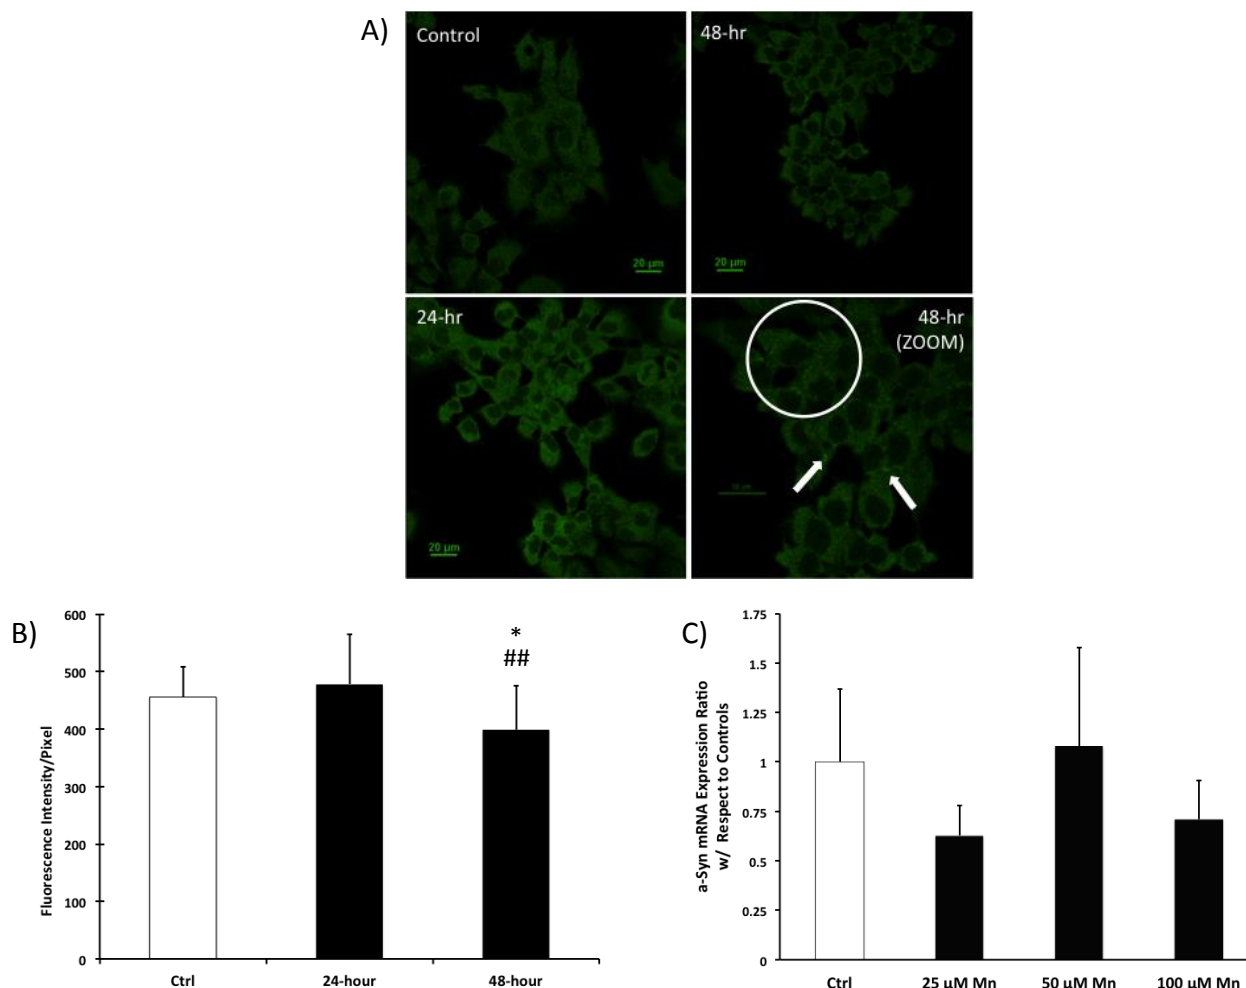 A)
Control
48-hr
20 µm
20 µm
24-hr
48-hr
(ZOOM)
20 µm
B)
600
500
400
300
200
100
0
Fluorescence Intensity/Pixel
*
##
Ctrl
24-hour
48-hour
C)
1.75
1.5
1.25
1
0.75
0.5
0.25
0
a-Syn mRNA Expression Ratio
w/ Respect to Controls
Ctrl
25 µM Mn
50 µM Mn
100 µM Mn